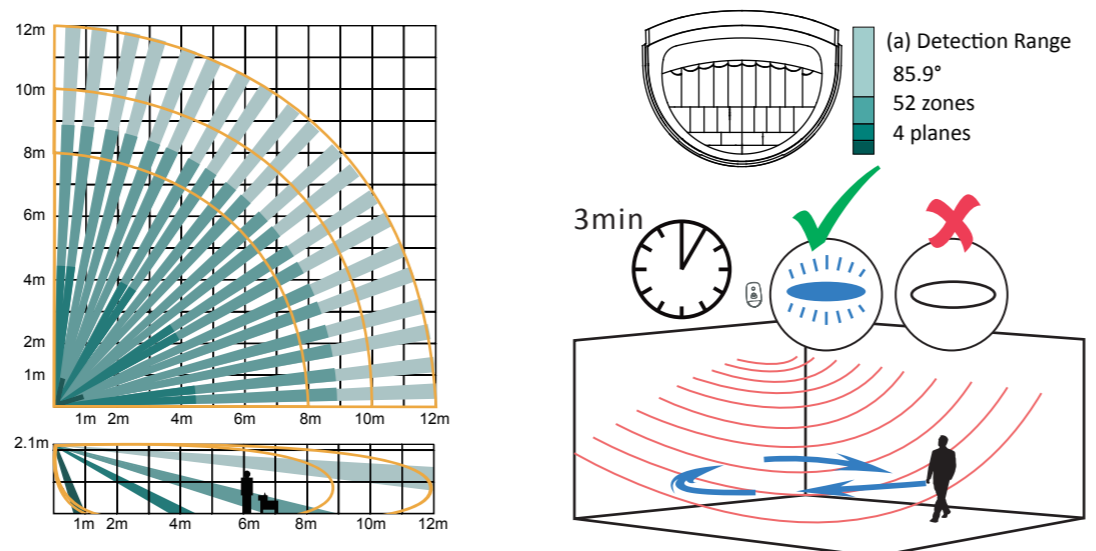 12m
10m
8m
6m
4m
2m
1m
1m 2m 4m 6m 8m 10m 12m
2.1m
1m 2m 4m 6m 8m 10m 12m
(a) Detection Range
85.9°
52 zones
4 planes
3min